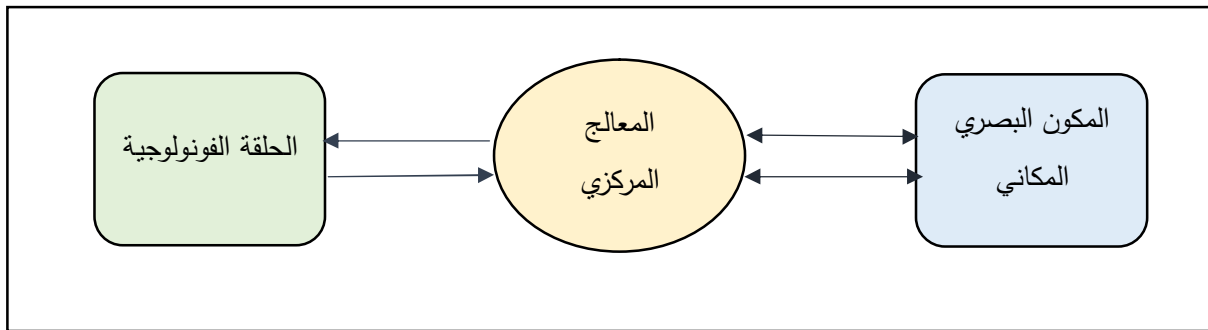 المكون البصري
المكاني
المعالج
المركزي
الحلقة الفونولوجية